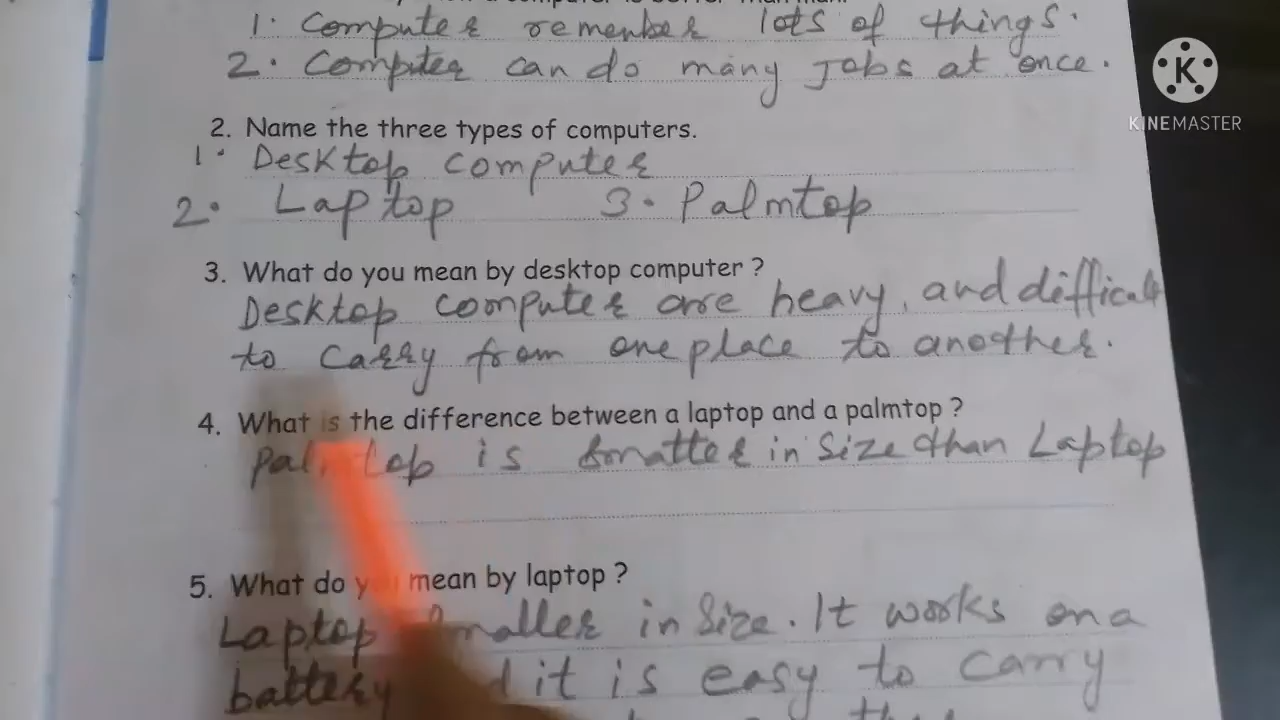 1. Computer remember lots of things.
2. Computer can do many jobs at once.
2. Name the three types of computers.
1. Desktop computer
2. Laptop 3. Palmtop
3. What do you mean by desktop computer ?
Desktop computer are heavy, and difficult
to carry from one place to another.
4. What is the difference between a laptop and a palmtop ?
is smatter in size than Laptop
5. What do you mean by laptop ?
Laptop smaller in size. It works on a
battery it is easy to carry
KINEMASTER